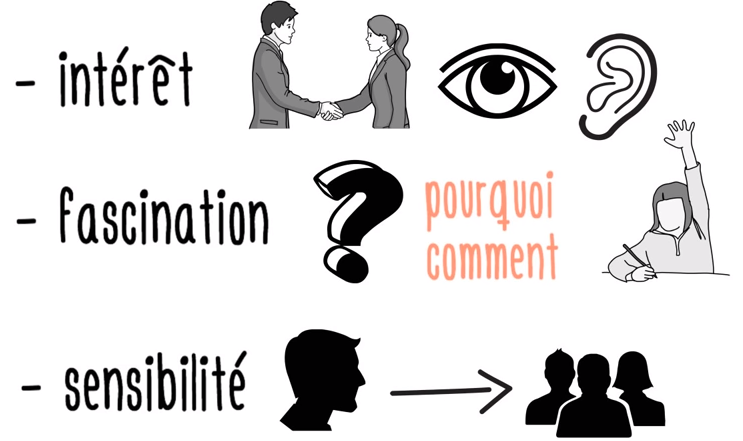 - intérêt
- fascination
pourquoi
comment
- sensibilité